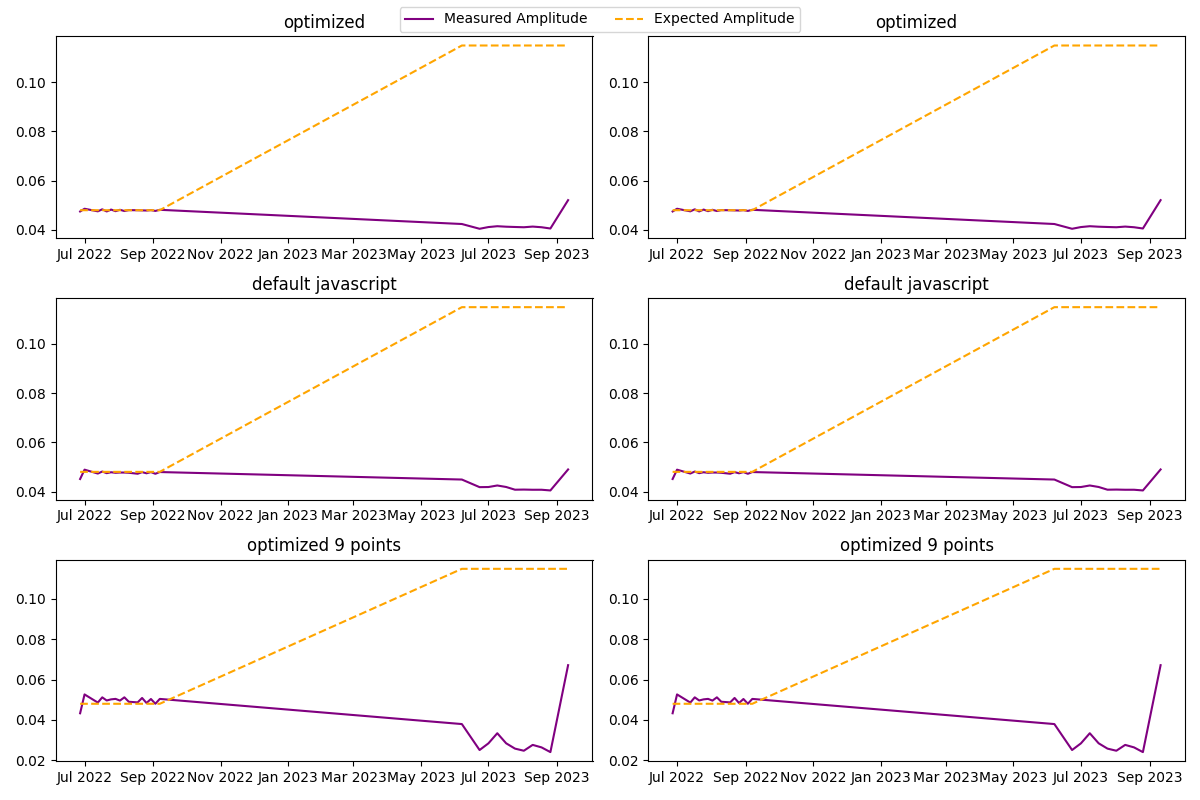 Measured Amplitude Expected Amplitude
optimized optimized
0.10 0.10
0.08 0.08
0.06 0.06
0.04 0.04
Jul 2022 Sep 2022 Nov 2022 Jan 2023 Mar 2023 May 2023 Jul 2023 Sep 2023 Jul 2022 Sep 2022 Nov 2022 Jan 2023 Mar 2023 May 2023 Jul 2023 Sep 2023
default javascript default javascript
0.10 0.10
0.08 0.08
0.06 0.06
0.04 0.04
Jul 2022 Sep 2022 Nov 2022 Jan 2023 Mar 2023 May 2023 Jul 2023 Sep 2023 Jul 2022 Sep 2022 Nov 2022 Jan 2023 Mar 2023 May 2023 Jul 2023 Sep 2023
optimized 9 points optimized 9 points
0.10 0.10
0.08 0.08
0.06 0.06
0.04 0.04
0.02 0.02
Jul 2022 Sep 2022 Nov 2022 Jan 2023 Mar 2023 May 2023 Jul 2023 Sep 2023 Jul 2022 Sep 2022 Nov 2022 Jan 2023 Mar 2023 May 2023 Jul 2023 Sep 2023